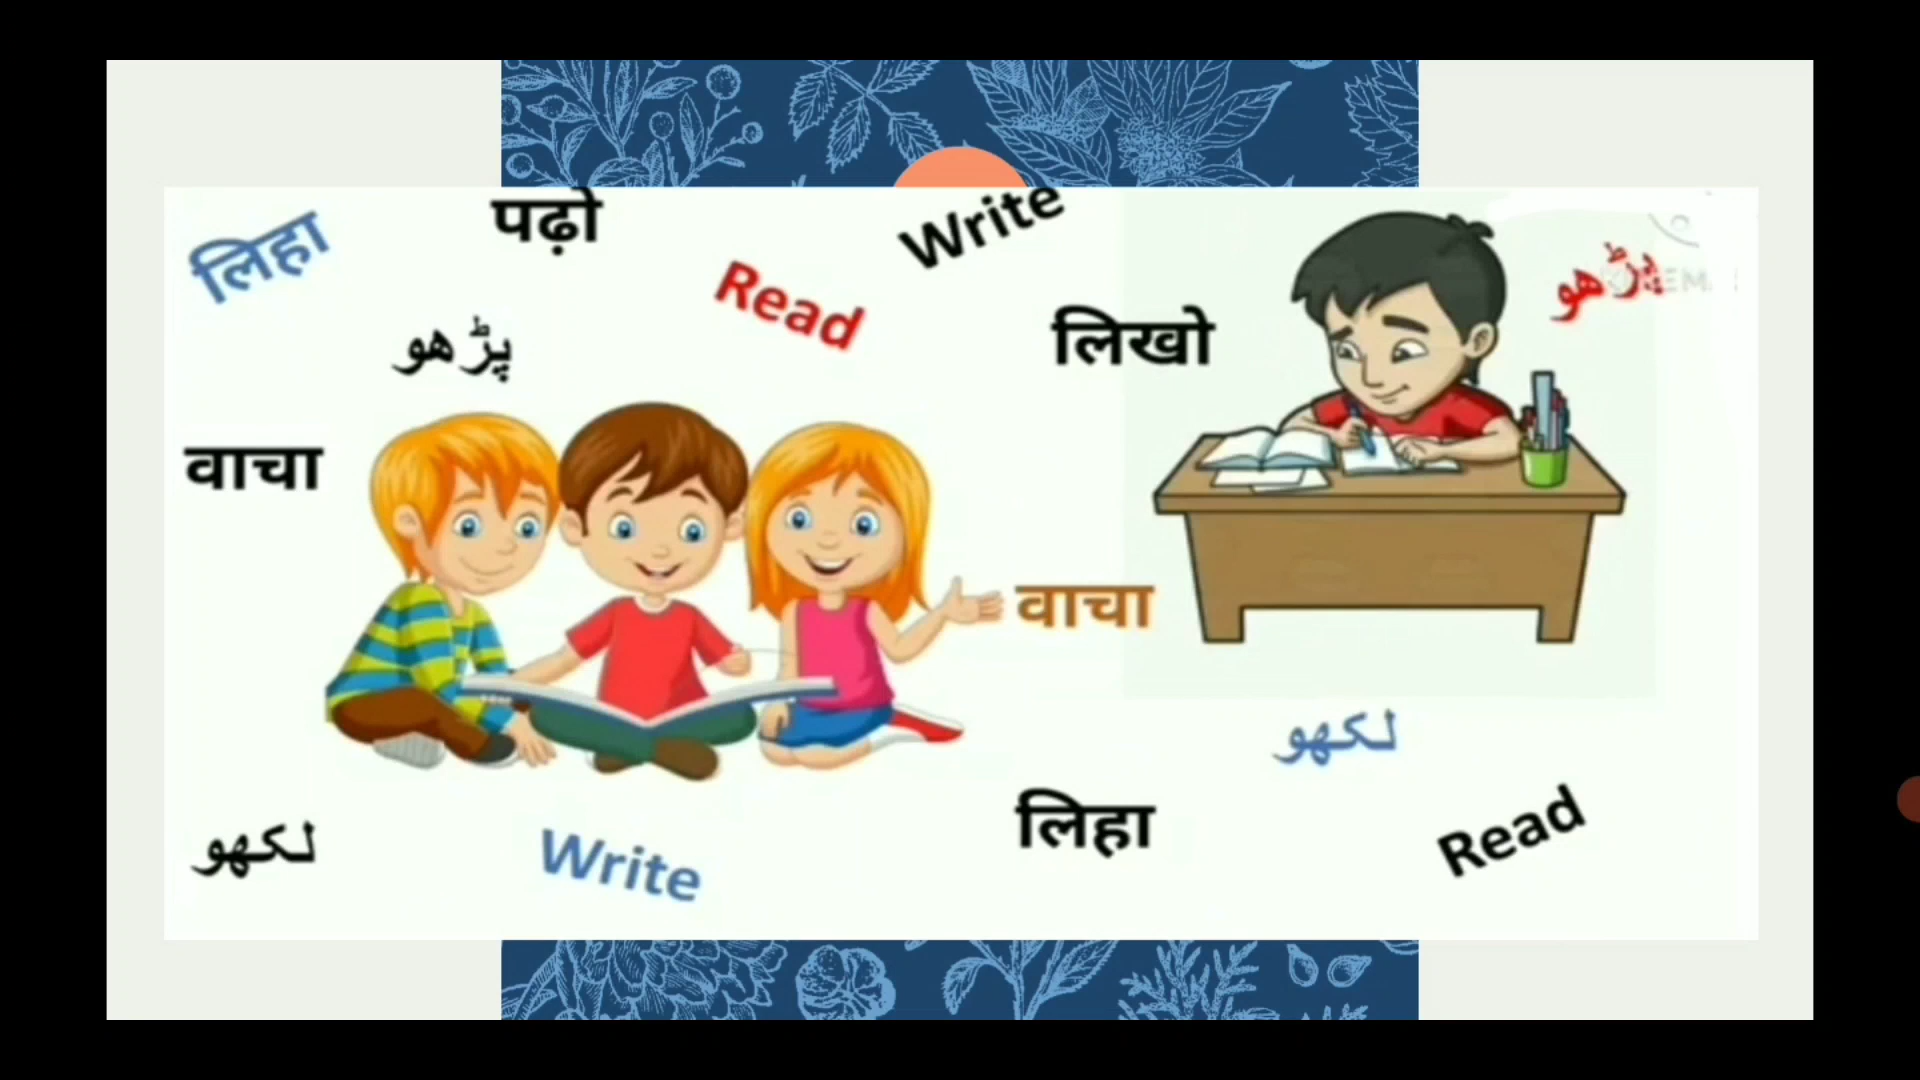 लिहा
पढ़ो
Write
Read
پڑھو
लिखो
پڑھو
वाचा
वाचा
لکھو
लिहा
Read
لکھو
Write